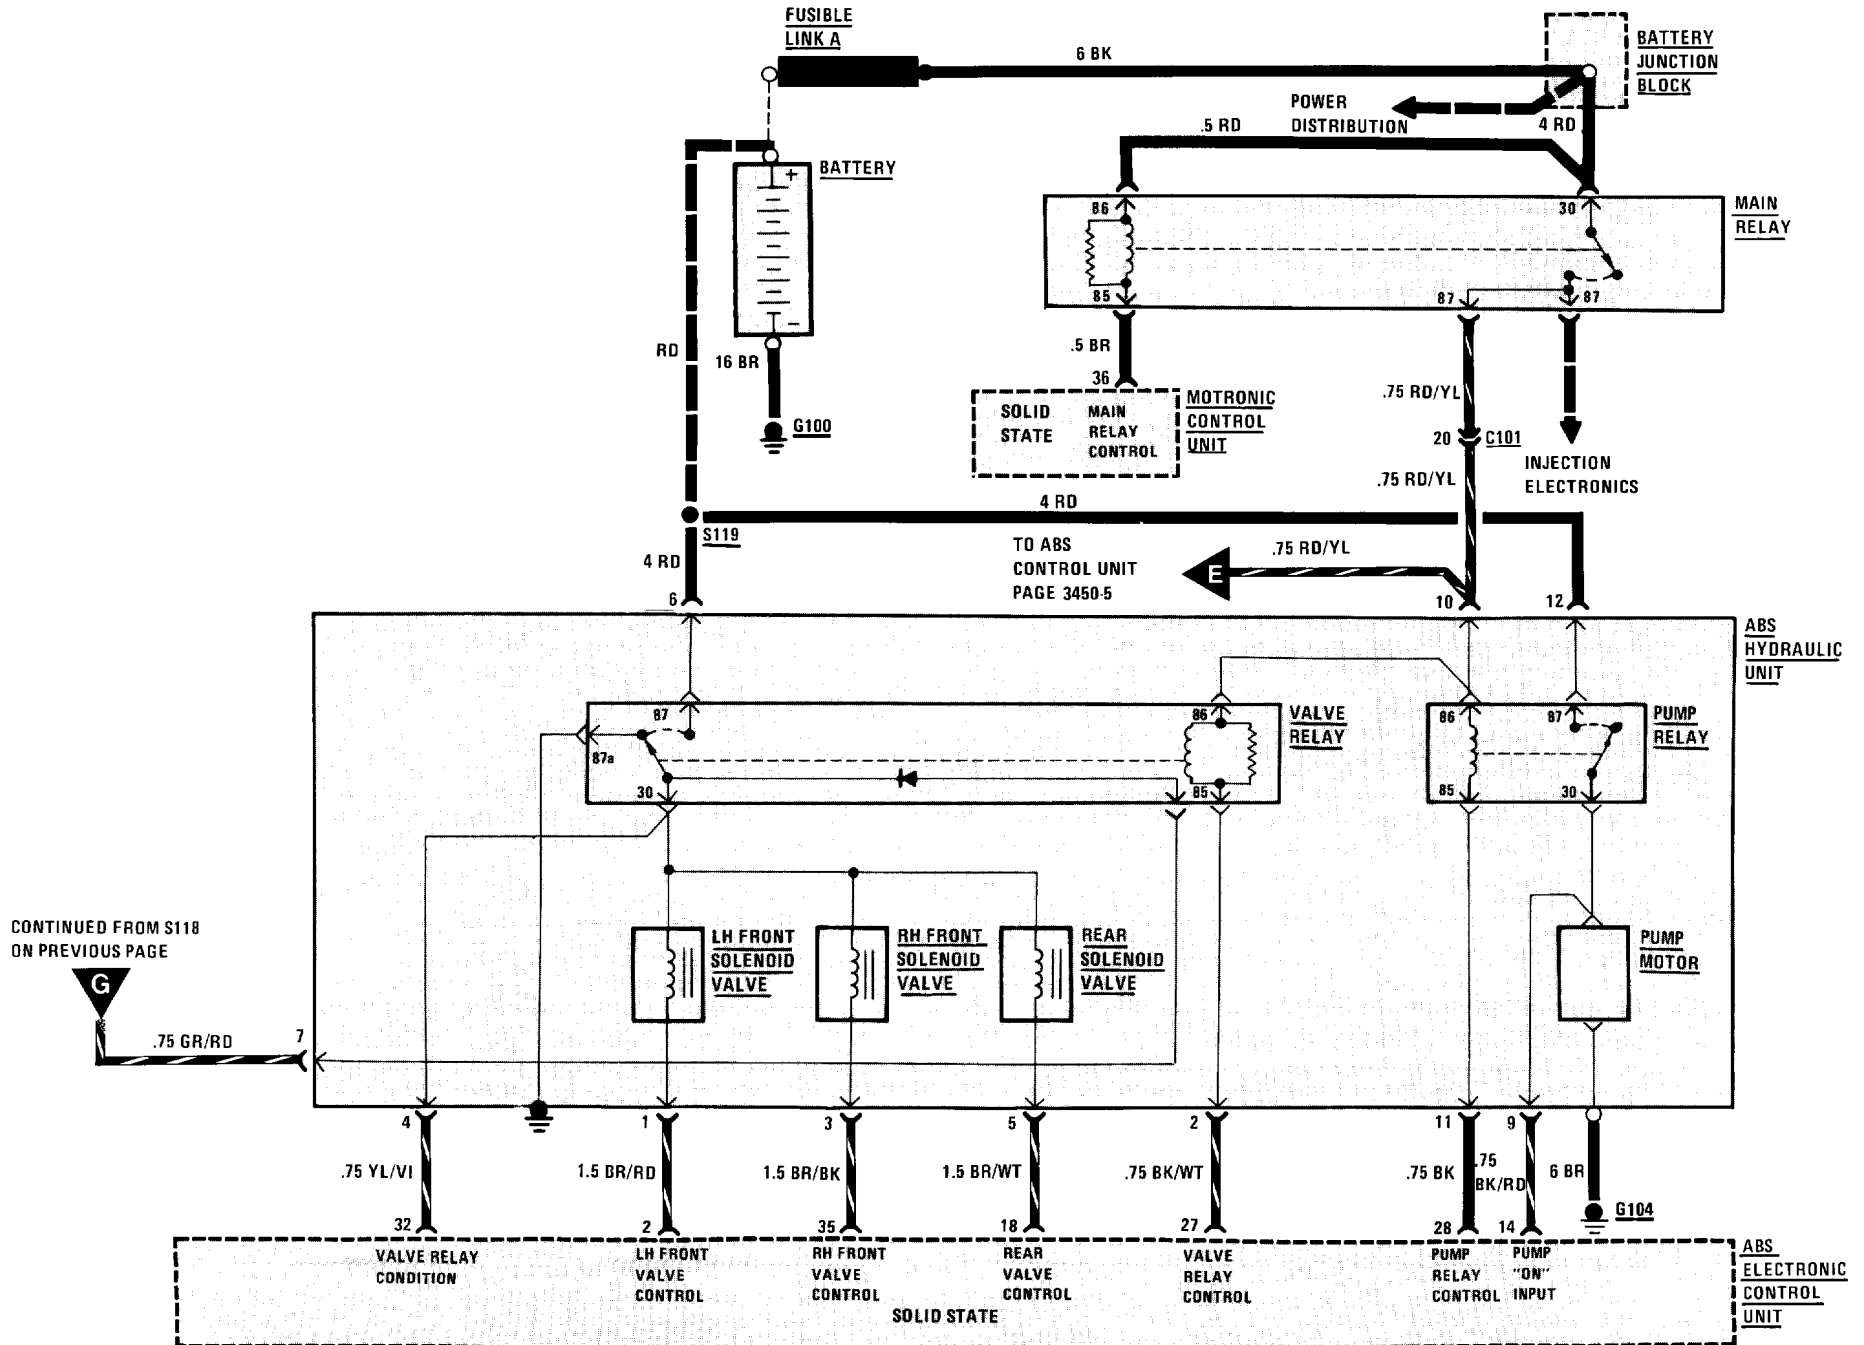 FUSIBLE
LINK A
6 BK
BATTERY
JUNCTION
BLOCK
POWER
DISTRIBUTION
4 RD
.5 RD
BATTERY
+
−
86
30
MAIN
RELAY
85
87
87
RD
16 BR
G100
.5 BR
36
SOLID
STATE
MAIN
RELAY
CONTROL
MOTRONIC
CONTROL
UNIT
.75 RD/YL
20
C101
.75 RD/YL
INJECTION
ELECTRONICS
4 RD
S119
4 RD
TO ABS
CONTROL UNIT
PAGE 3450-5
E
.75 RD/YL
6
10
12
ABS
HYDRAULIC
UNIT
87
87a
30
86
85
VALVE
RELAY
86
87
85
30
PUMP
RELAY
CONTINUED FROM S118
ON PREVIOUS PAGE
G
.75 GR/RD
7
LH FRONT
SOLENOID
VALVE
RH FRONT
SOLENOID
VALVE
REAR
SOLENOID
VALVE
PUMP
MOTOR
4
1
3
5
2
11
9
.75 YL/VI
1.5 BR/RD
1.5 BR/BK
1.5 BR/WT
.75 BK/WT
.75 BK
.75
BK/RD
6 BR
G104
32
2
35
18
27
28
14
VALVE RELAY
CONDITION
LH FRONT
VALVE
CONTROL
RH FRONT
VALVE
CONTROL
REAR
VALVE
CONTROL
VALVE
RELAY
CONTROL
PUMP
RELAY
CONTROL
PUMP
"ON"
INPUT
SOLID STATE
ABS
ELECTRONIC
CONTROL
UNIT